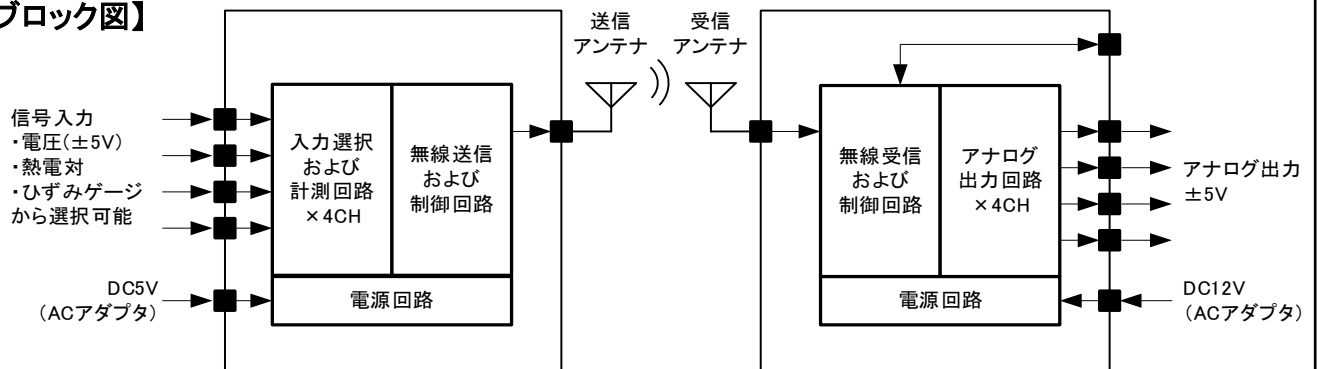 ブロック図】
送信
アンテナ
受信
アンテナ
信号入力
・電圧(±5V)
・熱電対
・ひずみゲージ
から選択可能
入力選択
および
計測回路
×4CH
無線送信
および
制御回路
無線受信
および
制御回路
アナログ
出力回路
×4CH
アナログ出力
±5V
DC5V
(ACアダプタ)
電源回路
電源回路
DC12V
(ACアダプタ)